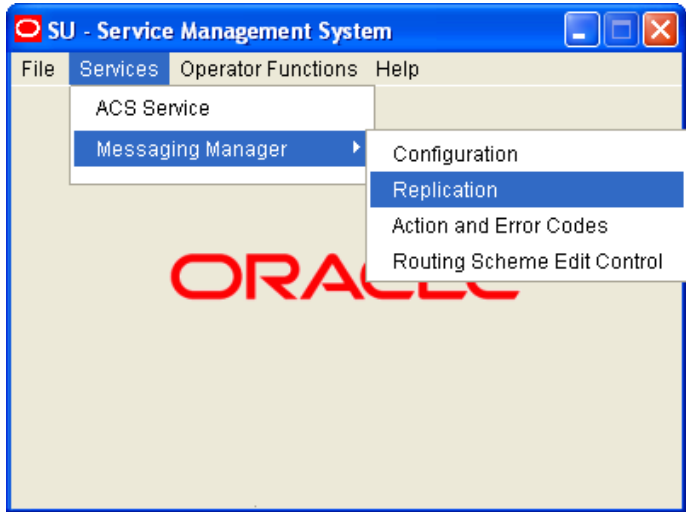 SU - Service Management System
File Services Operator Functions Help
ACS Service
Messaging Manager
Configuration
Replication
Action and Error Codes
Routing Scheme Edit Control
ORACLE